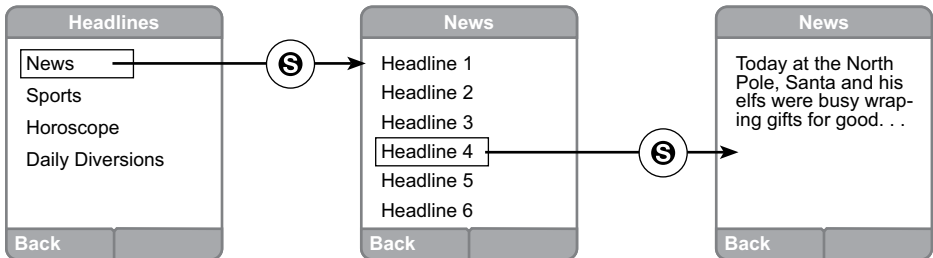 Headlines
News
Sports
Horoscope
Daily Diversions
Back
S
News
Headline 1
Headline 2
Headline 3
Headline 4
Headline 5
Headline 6
Back
S
News
Today at the North
Pole, Santa and his
elfs were busy wrap-
ing gifts for good. . .
Back